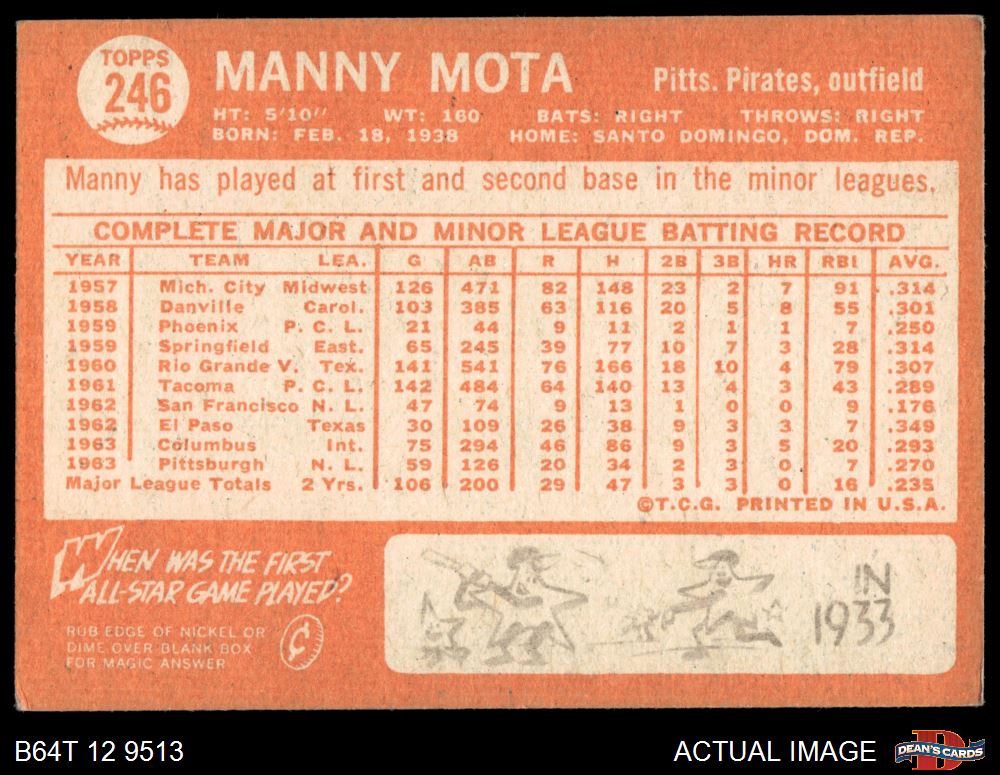 TOPPS
246
MANNY MOTA Pitts. Pirates, outfield
HT: 5'10" WT: 160 BATS: RIGHT THROWS: RIGHT
BORN: FEB. 18, 1938 HOME: SANTO DOMINGO, DOM. REP.
Manny has played at first and second base in the minor leagues.
COMPLETE MAJOR AND MINOR LEAGUE BATTING RECORD
YEAR TEAM LEA. G AB R H 2B 3B HR RBI AVG.
1957 Mich. City Midwest 126 471 82 148 23 2 7 91 .314
1958 Danville Carol. 103 385 63 116 20 5 8 55 .301
1959 Phoenix P. C. L. 21 44 9 11 2 1 1 7 .250
1959 Springfield East. 65 245 39 77 10 7 3 28 .314
1960 Rio Grande V. Tex. 141 541 76 166 18 10 4 79 .307
1961 Tacoma P. C. L. 142 484 64 140 13 4 3 43 .289
1962 San Francisco N. L. 47 74 9 13 1 0 0 9 .176
1962 El Paso Texas 30 109 26 38 9 3 3 7 .349
1963 Columbus Int. 75 294 46 86 9 3 5 20 .293
1963 Pittsburgh N. L. 59 126 20 34 2 3 0 7 .270
Major League Totals 2 Yrs. 106 200 29 47 3 3 0 16 .235
©T.C.G. PRINTED IN U.S.A.
WHEN WAS THE FIRST
ALL-STAR GAME PLAYED?
RUB EDGE OF NICKEL OR
DIME OVER BLANK BOX
FOR MAGIC ANSWER
¢
IN
1933
B64T 12 9513
ACTUAL IMAGE
DEAN'S CARDS